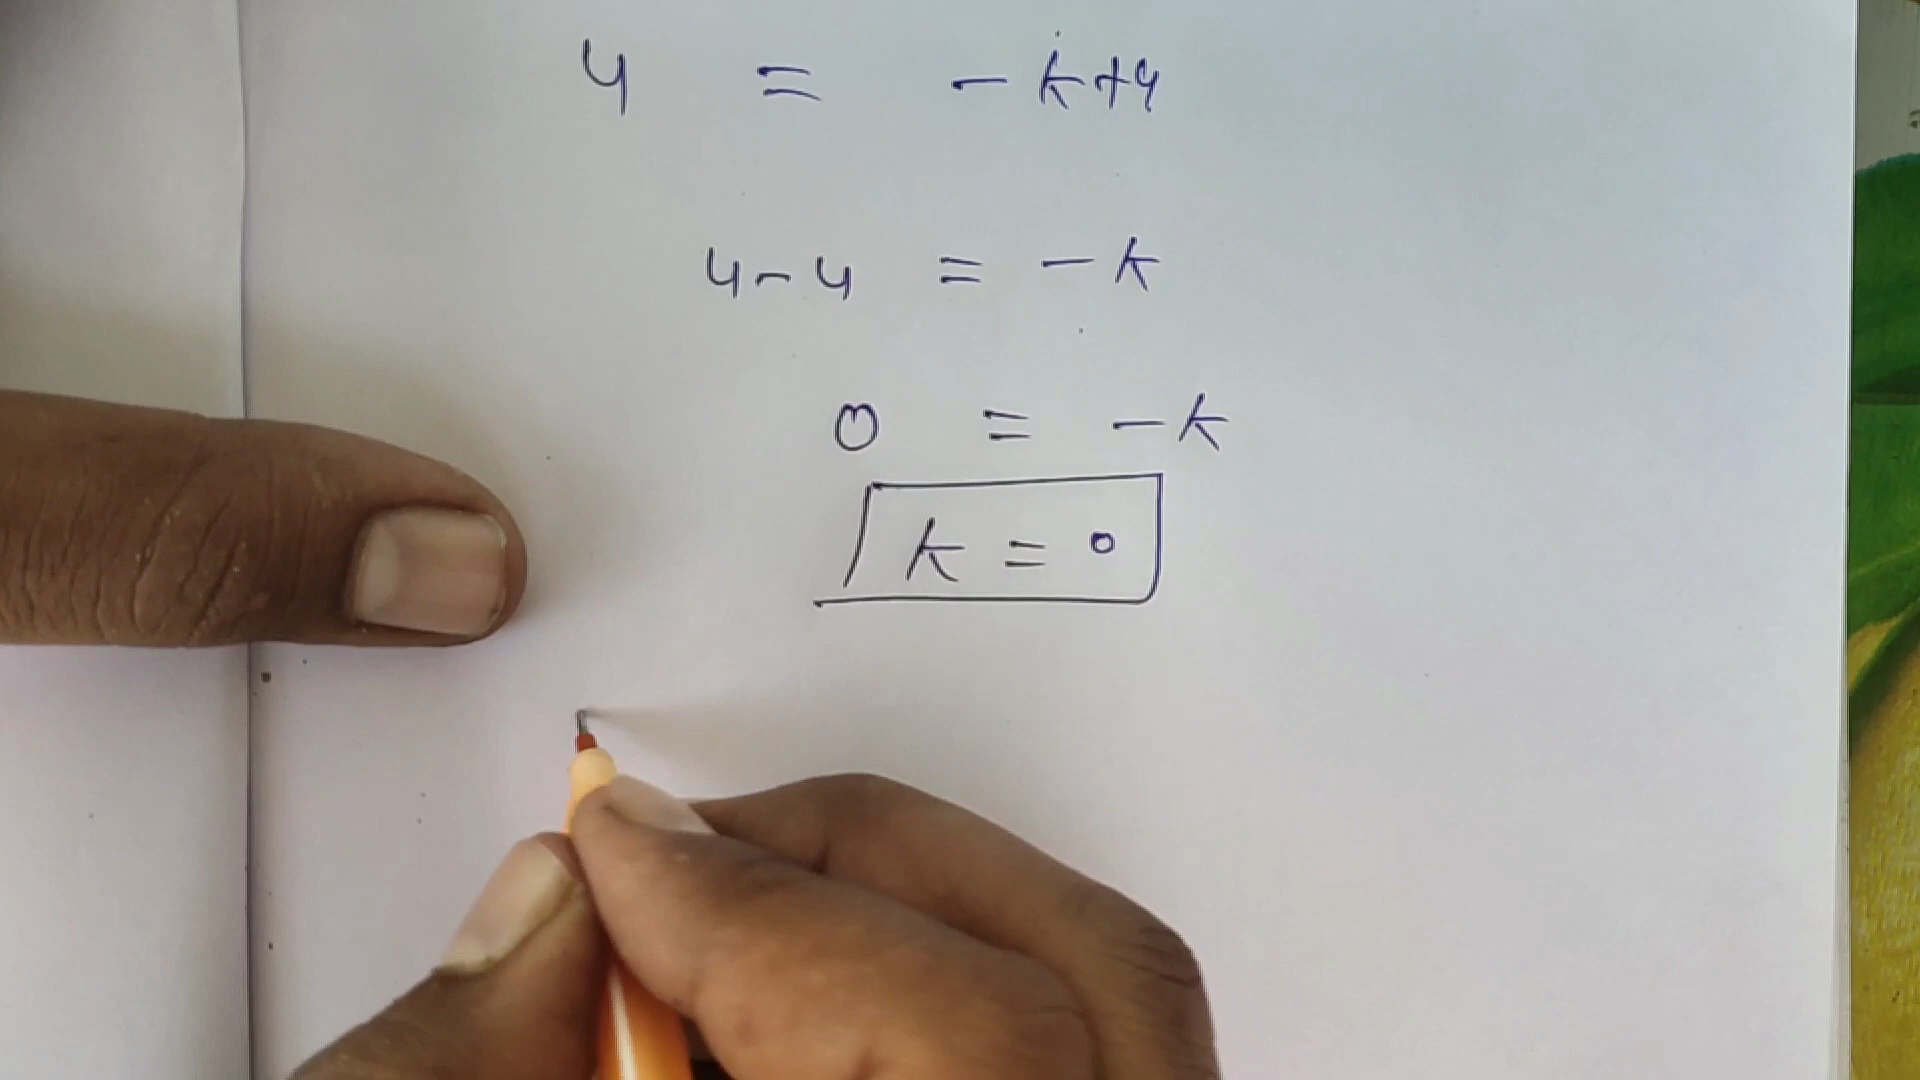 4 = - k+4
4-4 = - k
0 = - k
k = 0